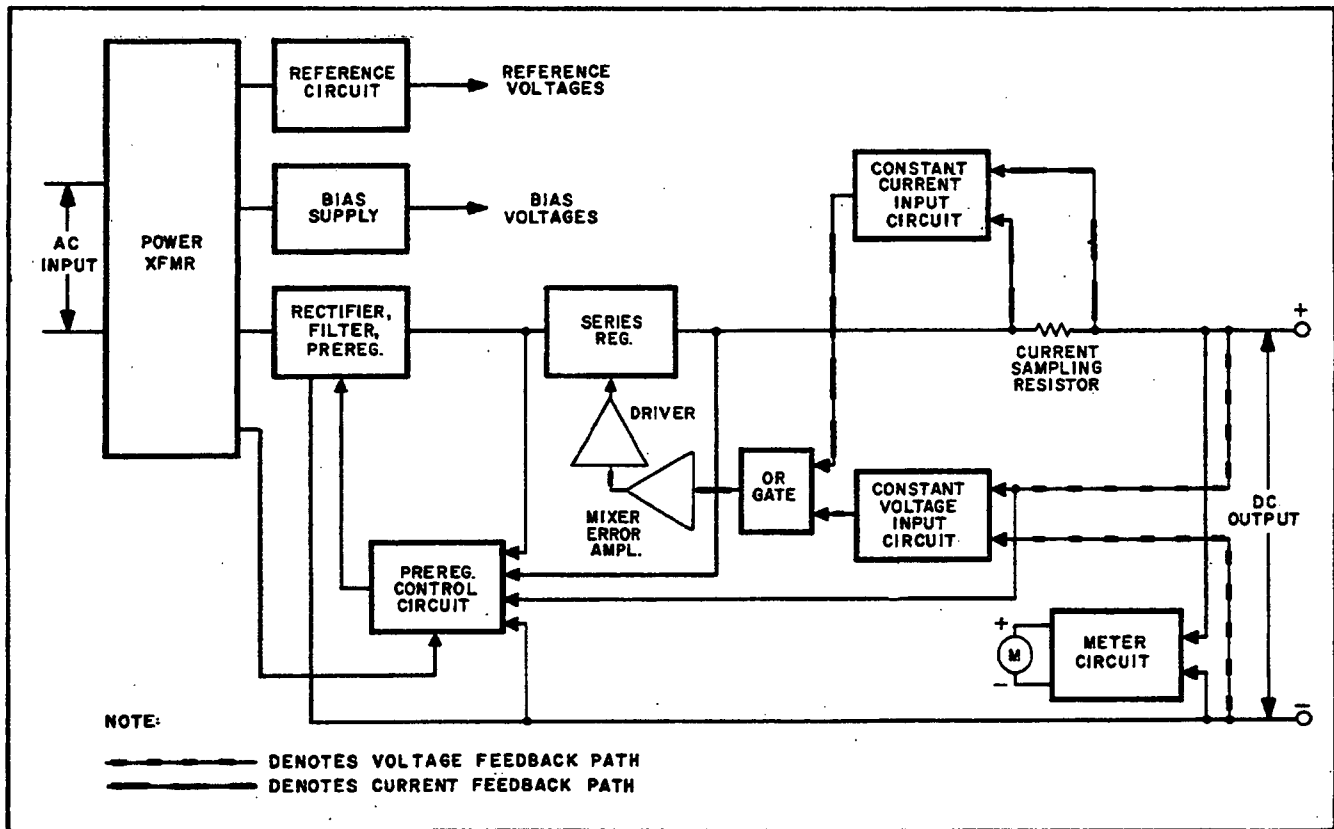 REFERENCE
CIRCUIT
REFERENCE
VOLTAGES
BIAS
SUPPLY
BIAS
VOLTAGES
AC
INPUT
POWER
XFMR
RECTIFIER,
FILTER,
PREREG.
SERIES
REG.
CONSTANT
CURRENT
INPUT
CIRCUIT
+
CURRENT
SAMPLING
RESISTOR
DRIVER
MIXER
ERROR
AMPL.
OR
GATE
CONSTANT
VOLTAGE
INPUT
CIRCUIT
DC
OUTPUT
PREREG.
CONTROL
CIRCUIT
+
M
-
METER
CIRCUIT
-
NOTE:
DENOTES VOLTAGE FEEDBACK PATH
DENOTES CURRENT FEEDBACK PATH